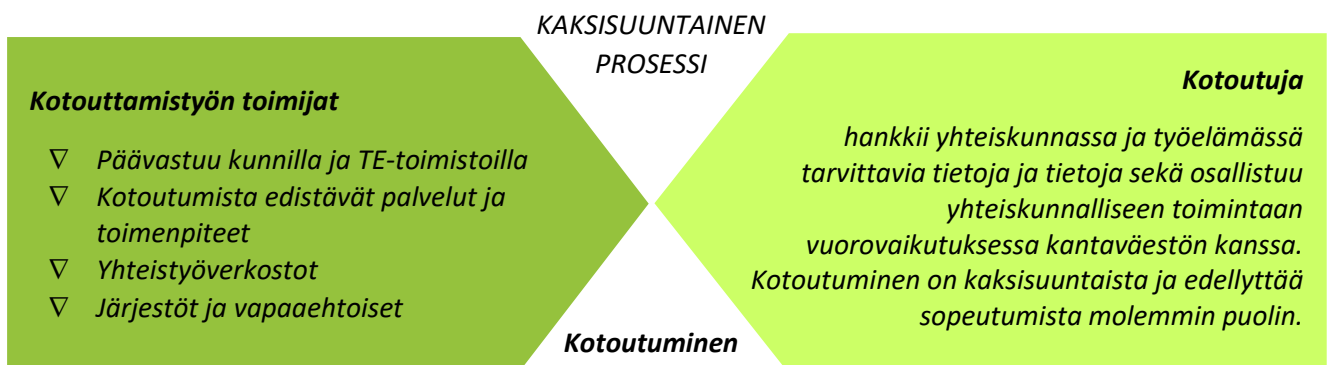 KAKSISUUNTAINEN
PROSESSI
Kotouttamistyön toimijat
∇ Päävastuu kunnilla ja TE-toimistoilla
∇ Kotoutumista edistävät palvelut ja
toimenpiteet
∇ Yhteistyöverkostot
∇ Järjestöt ja vapaaehtoiset
Kotoutuja
hankkii yhteiskunnassa ja työelämässä
tarvittavia tietoja ja tietoja sekä osallistuu
yhteiskunnalliseen toimintaan
vuorovaikutuksessa kantaväestön kanssa.
Kotoutuminen on kaksisuuntaista ja edellyttää
sopeutumista molemmin puolin.
Kotoutuminen